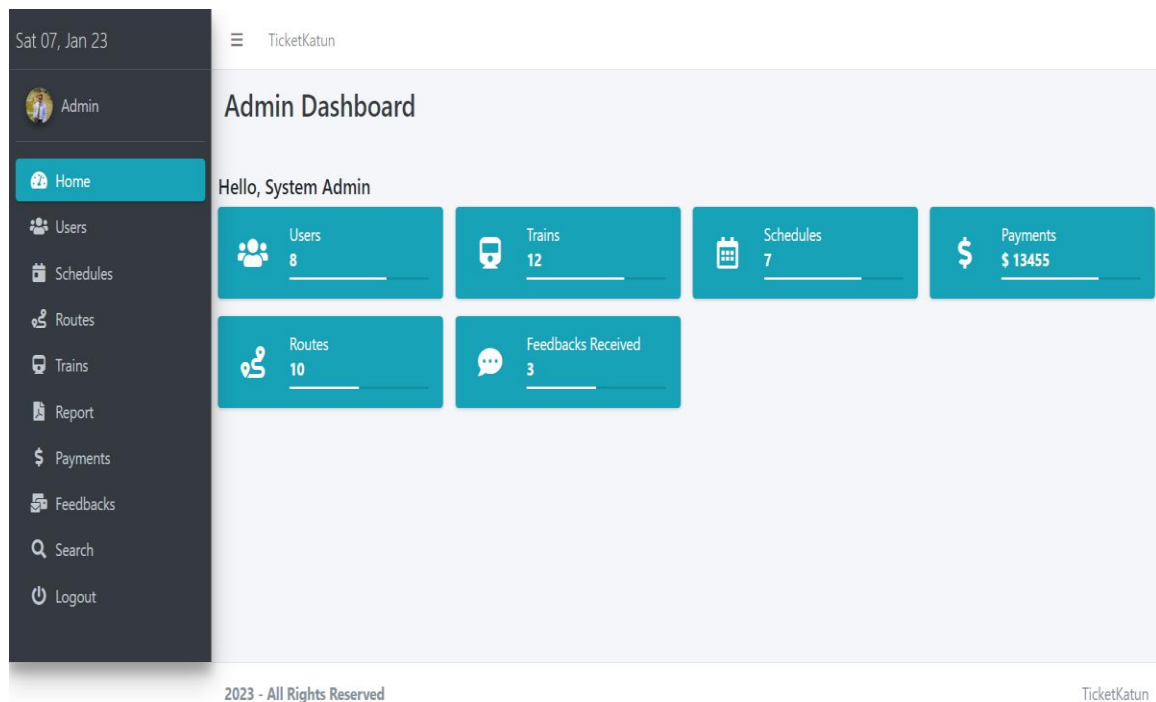 Sat 07, Jan 23
TicketKatun
Admin
Admin Dashboard
Home
Users
Schedules
Routes
Trains
Report
Payments
Feedbacks
Search
Logout
Hello, System Admin
Users
8
Trains
12
Schedules
7
Payments
$ 13455
Routes
10
Feedbacks Received
3
2023 - All Rights Reserved
TicketKatun